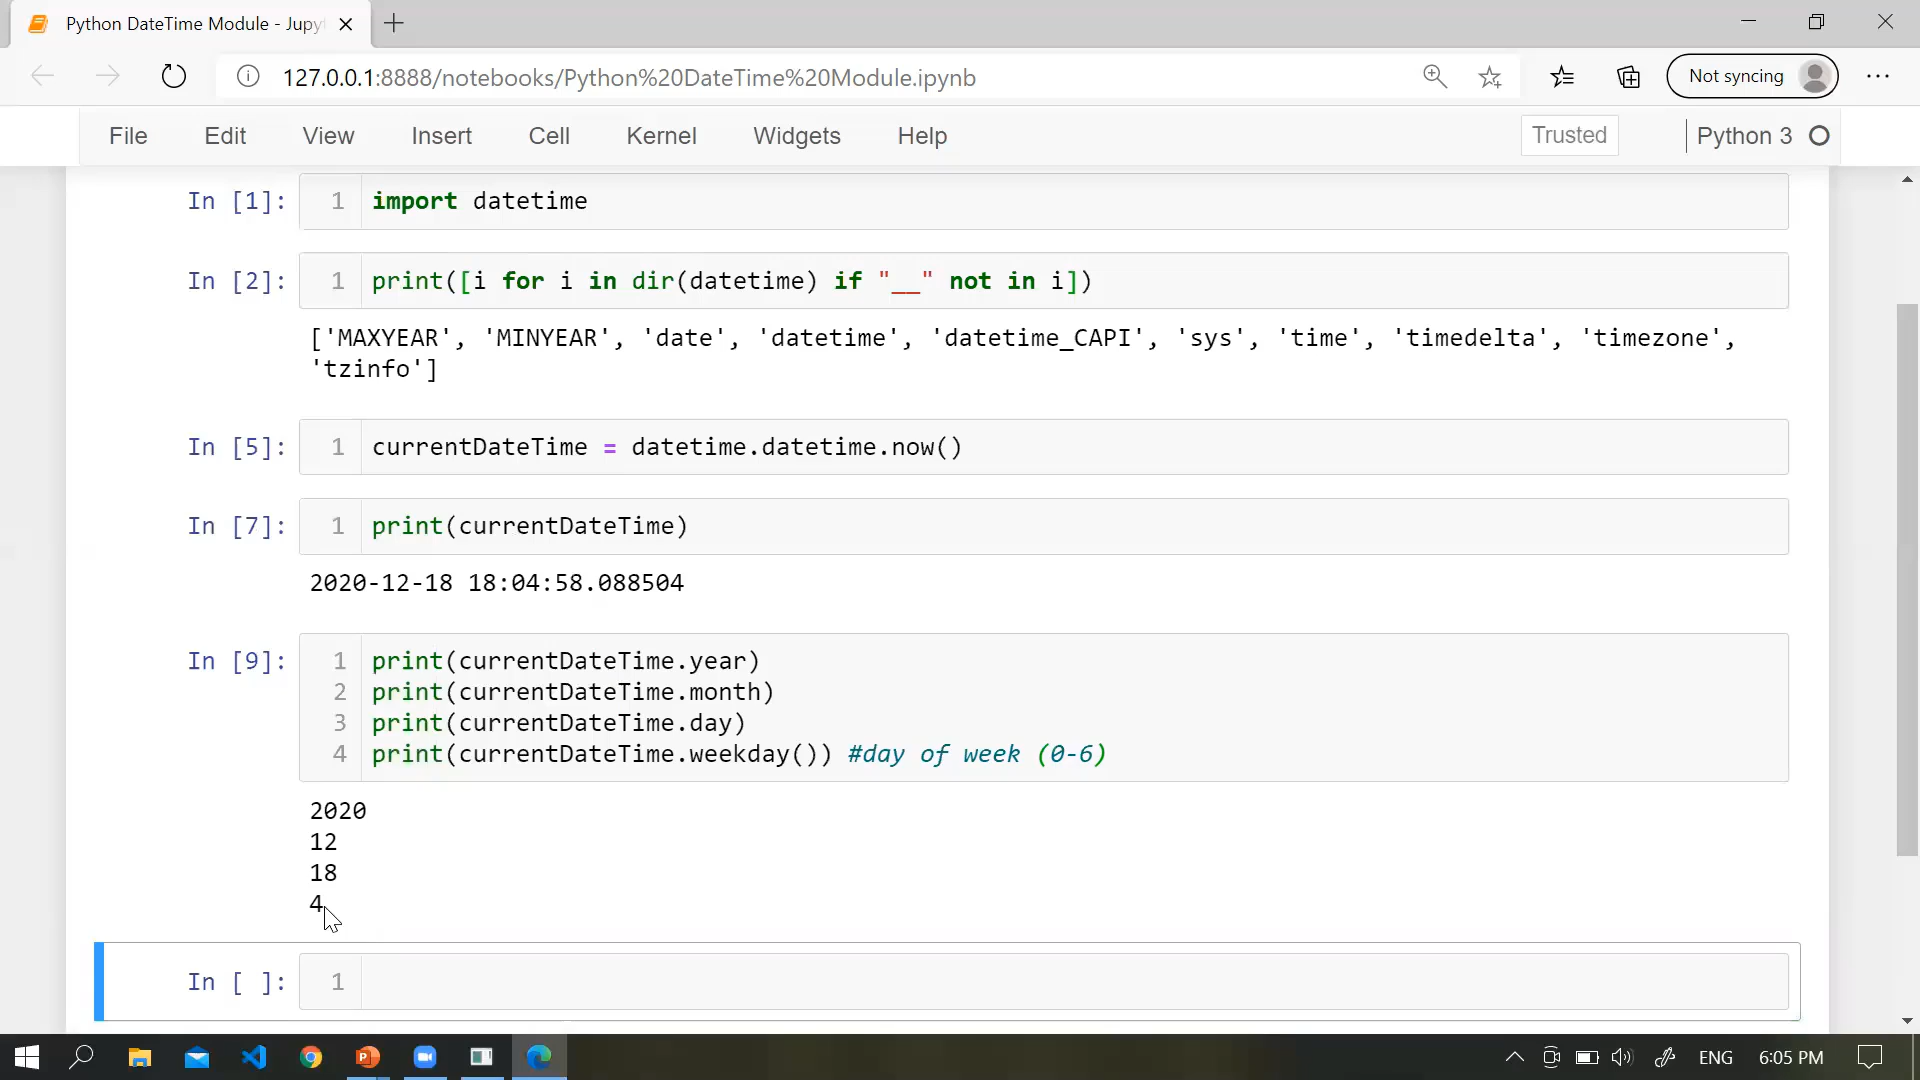 Python DateTime Module - Jupy
127.0.0.1:8888/notebooks/Python%20DateTime%20Module.ipynb
Not syncing
File Edit View Insert Cell Kernel Widgets Help Trusted Python 3
In [1]: 1 import datetime
In [2]: 1 print([i for i in dir(datetime) if "__" not in i])
['MAXYEAR', 'MINYEAR', 'date', 'datetime', 'datetime_CAPI', 'sys', 'time', 'timedelta', 'timezone',
'tzinfo']
In [5]: 1 currentDateTime = datetime.datetime.now()
In [7]: 1 print(currentDateTime)
2020-12-18 18:04:58.088504
In [9]: 1 print(currentDateTime.year)
2 print(currentDateTime.month)
3 print(currentDateTime.day)
4 print(currentDateTime.weekday()) #day of week (0-6)
2020
12
18
4
In [ ]: 1
ENG 6:05 PM